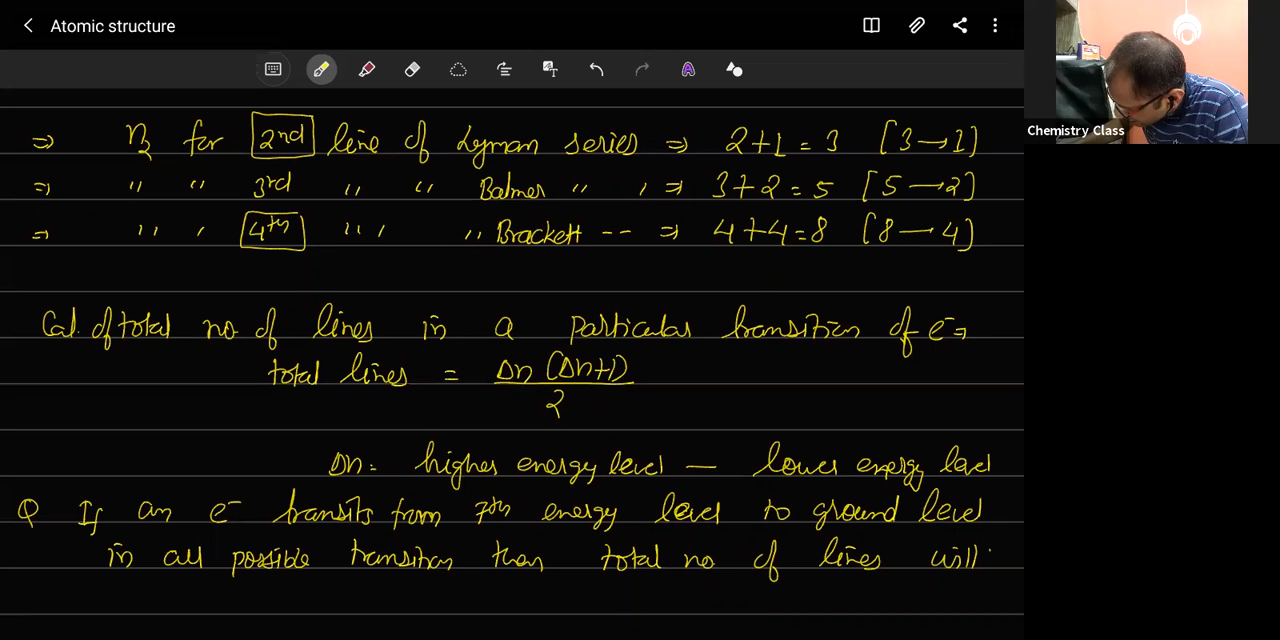 Atomic structure
Chemistry Class
⇒ n₂ for 2nd line of Lyman series ⇒ 2+1 = 3 [3→1]
⇒ " " 3rd " " Balmer " , ⇒ 3+2 = 5 [5→2]
⇒ " , 4th " , " Brackett -- ⇒ 4+4=8 [8→4]
Cal. of total no. of lines in a particular transition of e⁻ ⇒
total lines = Δn (Δn+1)
2
Δn = higher energy level — lower energy level
Q If an e⁻ transits from 7th energy level to ground level
in all possible transition then total no of lines will